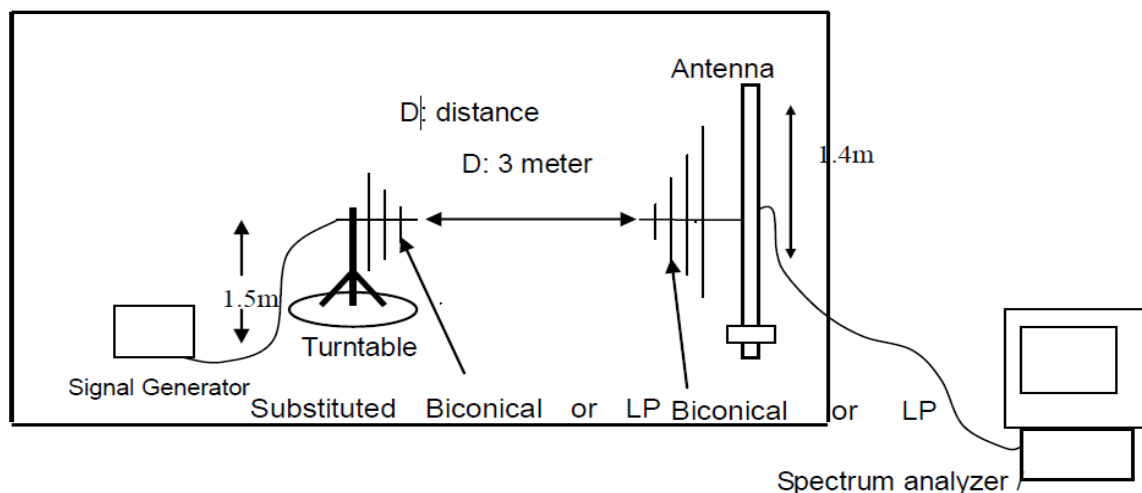 Antenna
D: distance
D: 3 meter
1.4m
1.5m
Turntable
Signal Generator
Substituted Biconical or LP Biconical or LP
Spectrum analyzer /